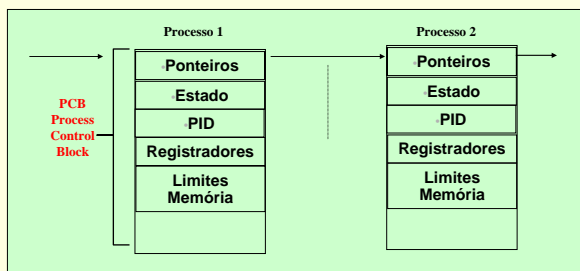 Processo 1
Processo 2
PCB
Process
Control
Block
Ponteiros
Estado
PID
Registradores
Limites
Memória
Ponteiros
Estado
PID
Registradores
Limites
Memória